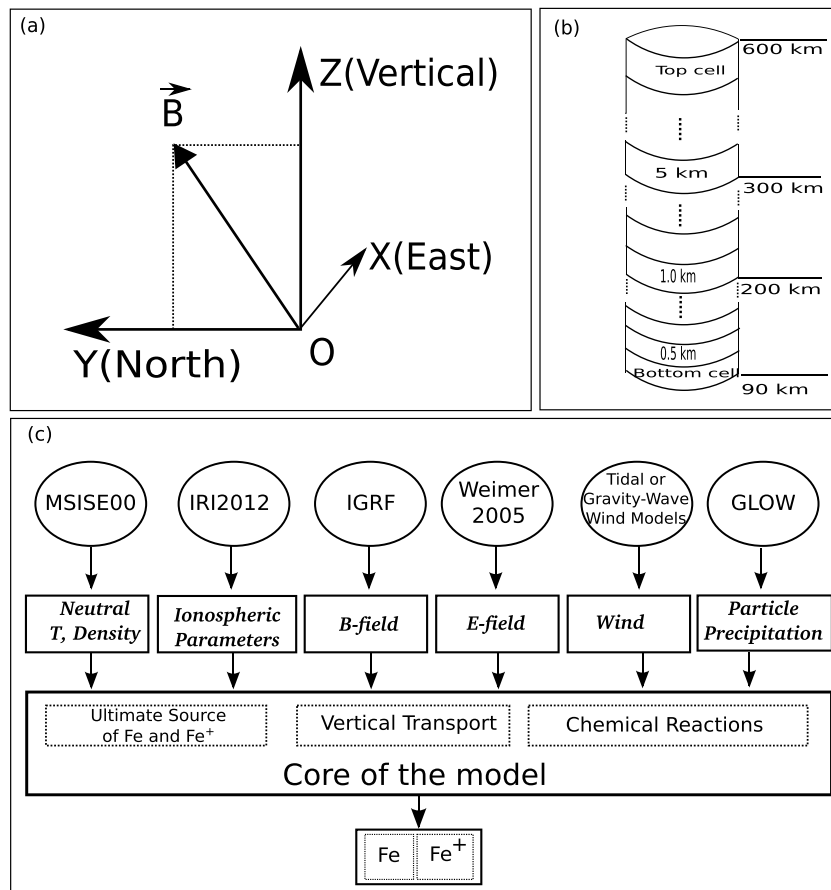 (a)
Z(Vertical)
B
X(East)
Y(North)
O
(b)
600 km
Top cell
5 km
300 km
1.0 km
200 km
0.5 km
Bottom cell
90 km
(c)
MSISE00
IRI2012
IGRF
Weimer
2005
Tidal or
Gravity-Wave
Wind Models
GLOW
Neutral
T, Density
Ionospheric
Parameters
B-field
E-field
Wind
Particle
Precipitation
Ultimate Source
of Fe and Fe⁺
Vertical Transport
Chemical Reactions
Core of the model
Fe
Fe⁺